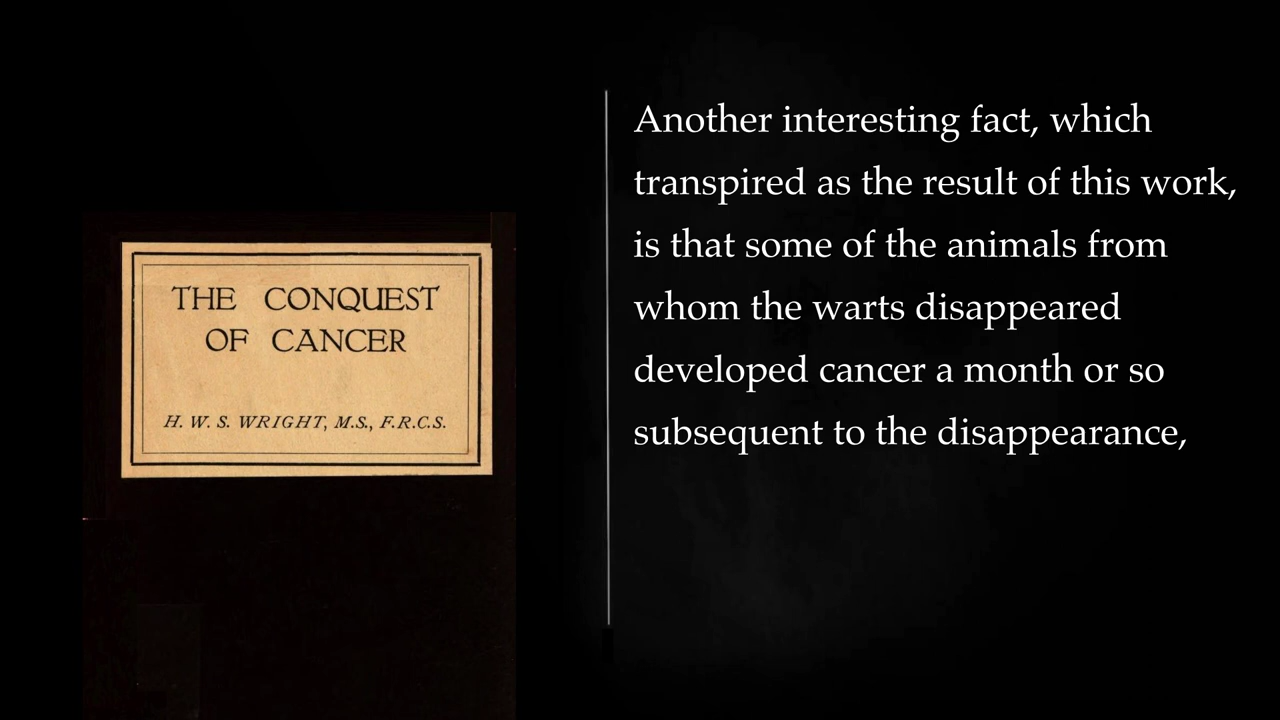 THE CONQUEST
OF CANCER
H. W. S. WRIGHT, M.S., F.R.C.S.
Another interesting fact, which
transpired as the result of this work,
is that some of the animals from
whom the warts disappeared
developed cancer a month or so
subsequent to the disappearance,